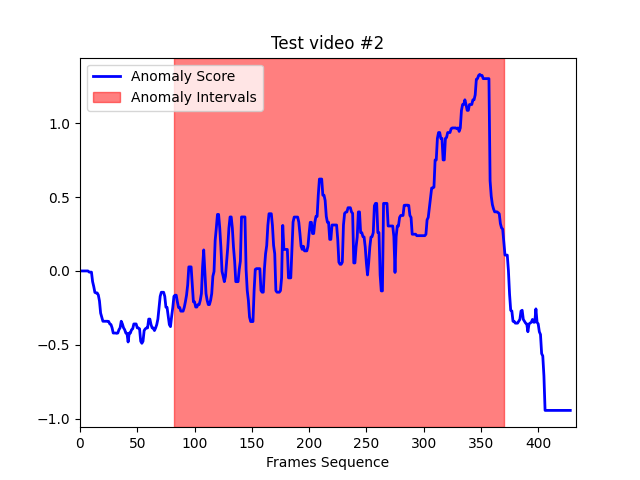 Test video #2
Anomaly Score
Anomaly Intervals
1.0
0.5
0.0
−0.5
−1.0
0 50 100 150 200 250 300 350 400
Frames Sequence